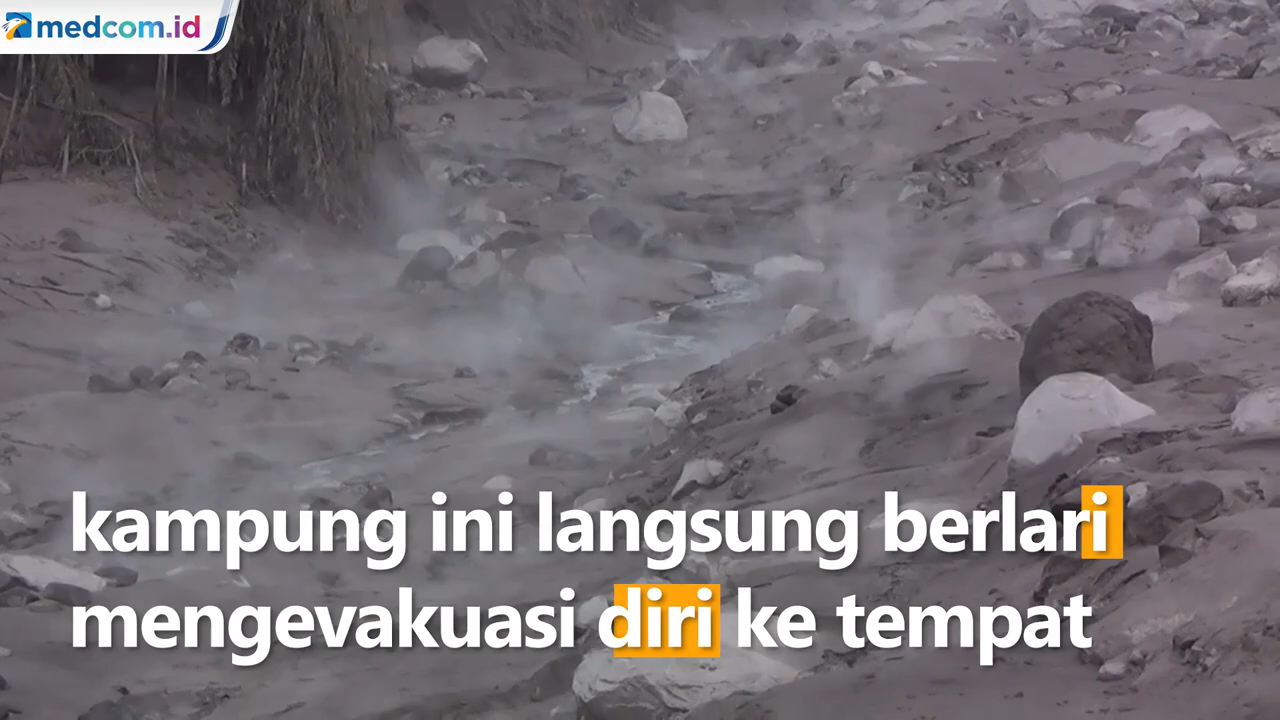 medcom.id
kampung ini langsung berlari
mengevakuasi diri ke tempat